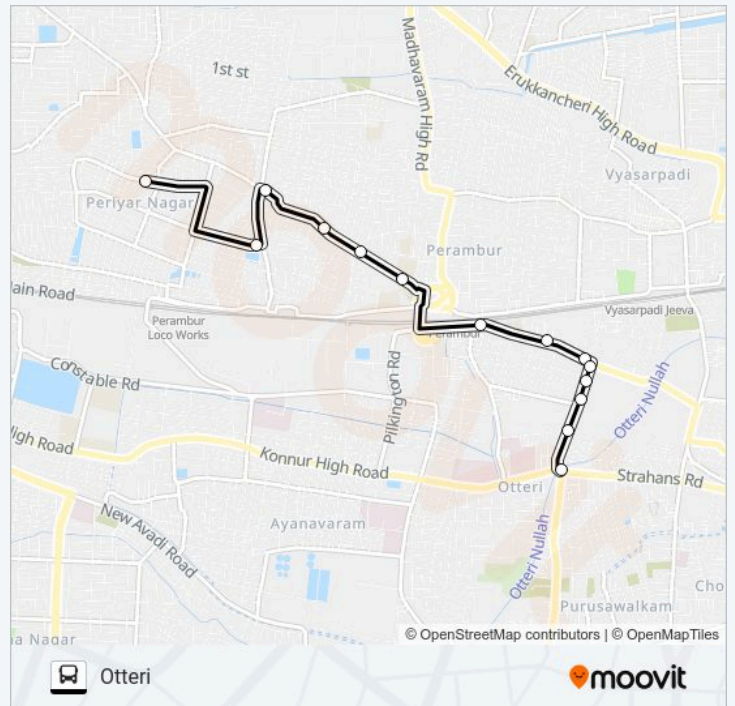 1st st
Madhavaram High Rd
Erukkancheri High Road
Vyasarpadi
Periyar Nagar
Perambur
ain Road
Perambur
Loco Works
Perambur
Vyasarpadi Jeeva
Constable Rd
Pilkington Rd
Otteri Nullah
High Road
Konnur High Road
Otteri
Strahans Rd
New Avadi Road
Ayanavaram
Otteri Nullah
Cho
Purusawalkam
a Nagar
© OpenStreetMap contributors | © OpenMapTiles
Otteri
moovit